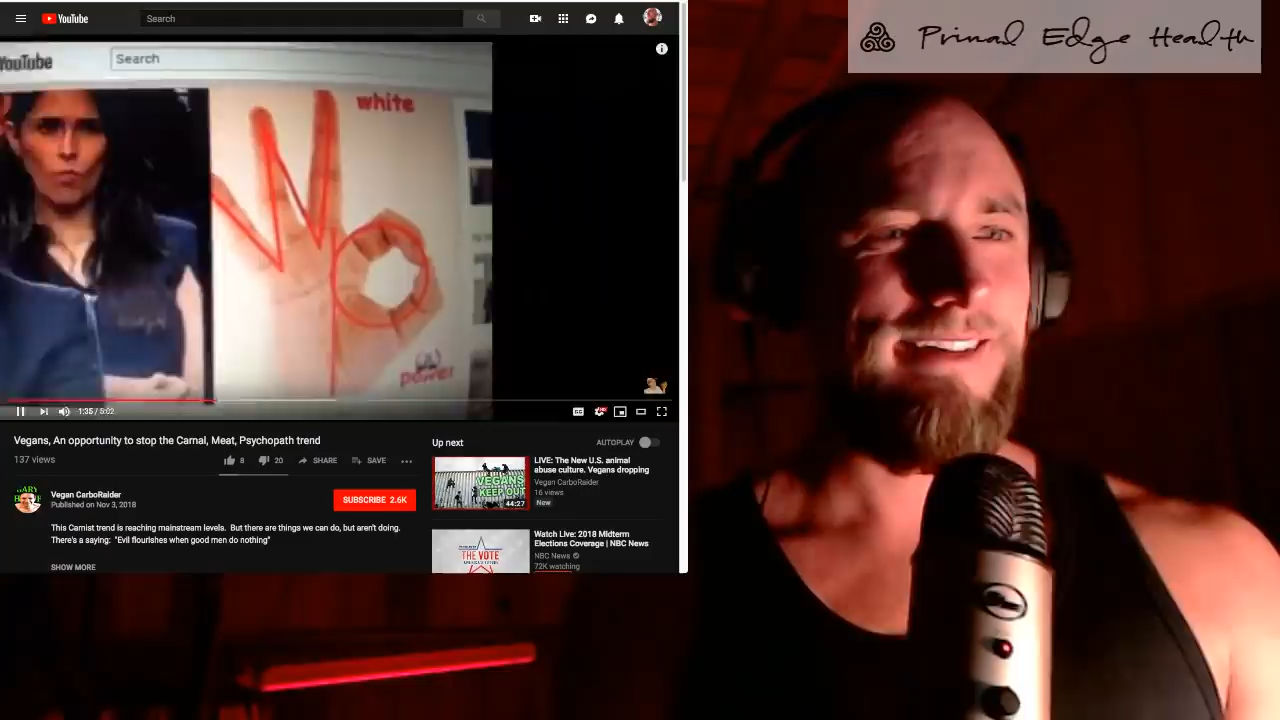 YouTube
Search
Primal Edge Health
YouTube
Search
white
power
1:35 / 5:02
CC
HD
Vegans, An opportunity to stop the Carnal, Meat, Psychopath trend
137 views
8
20
SHARE
SAVE
Vegan CarboRaider
Published on Nov 3, 2018
SUBSCRIBE 2.6K
This Carnist trend is reaching mainstream levels. But there are things we can do, but aren't doing.
There's a saying: "Evil flourishes when good men do nothing"
SHOW MORE
Up next
AUTOPLAY
VEGANS
KEEP OUT
44:27
LIVE: The New U.S. animal
abuse culture. Vegans dropping
Vegan CarboRaider
16 views
New
THE VOTE
Watch Live: 2018 Midterm
Elections Coverage | NBC News
NBC News
72K watching